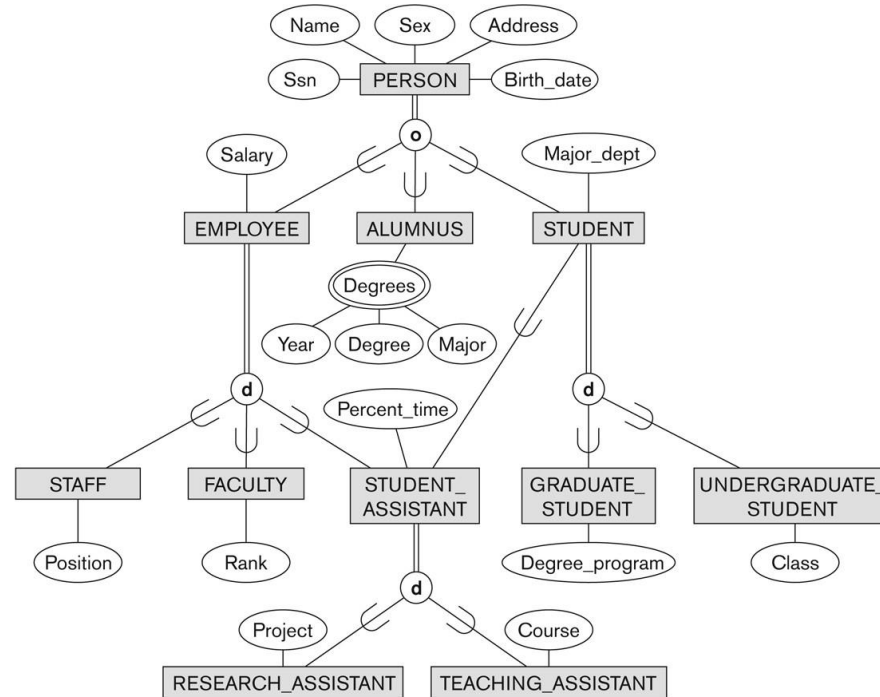 Name
Sex
Address
Ssn
PERSON
Birth_date
o
Salary
Major_dept
EMPLOYEE
ALUMNUS
STUDENT
Degrees
Year
Degree
Major
d
d
Percent_time
STAFF
FACULTY
STUDENT_
ASSISTANT
GRADUATE_
STUDENT
UNDERGRADUATE_
STUDENT
Position
Rank
Degree_program
Class
d
Project
Course
RESEARCH_ASSISTANT
TEACHING_ASSISTANT